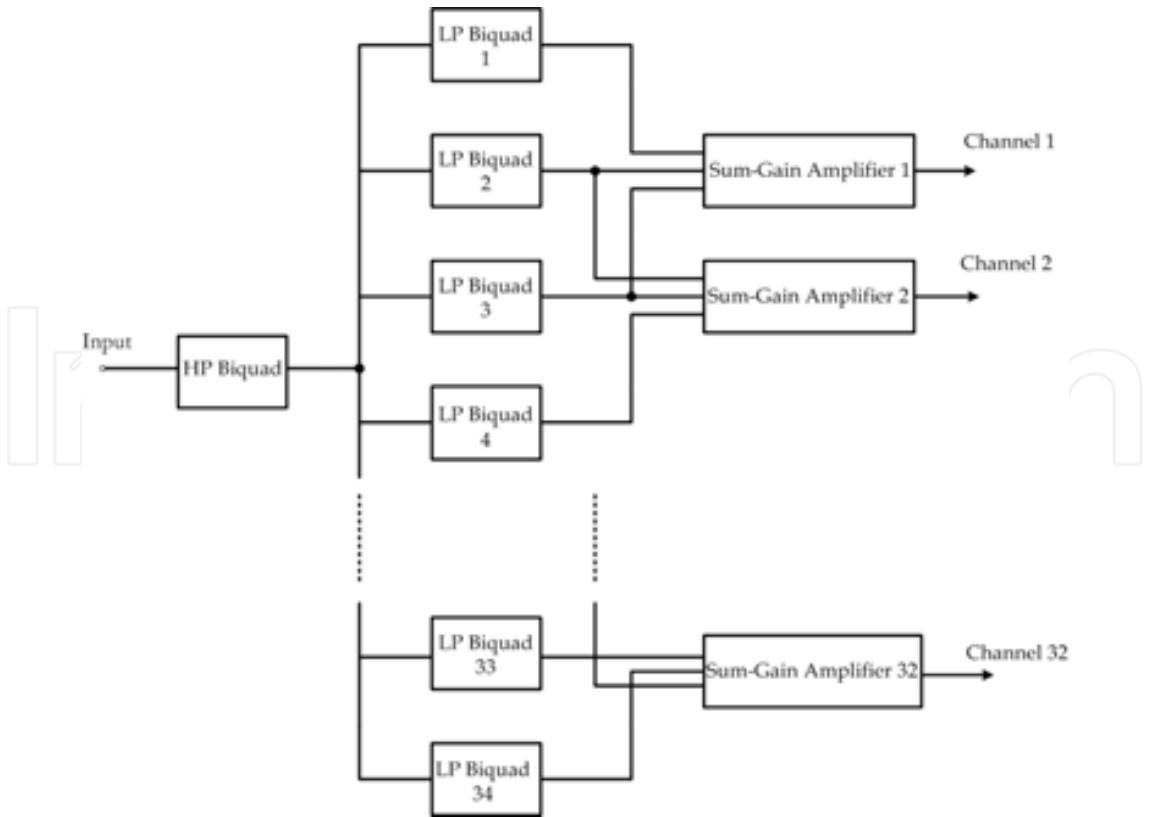 LP Biquad
1
Channel 1
LP Biquad
2
Sum-Gain Amplifier 1
Channel 2
LP Biquad
3
Sum-Gain Amplifier 2
Input
HP Biquad
LP Biquad
4
LP Biquad
33
Channel 32
Sum-Gain Amplifier 32
LP Biquad
34